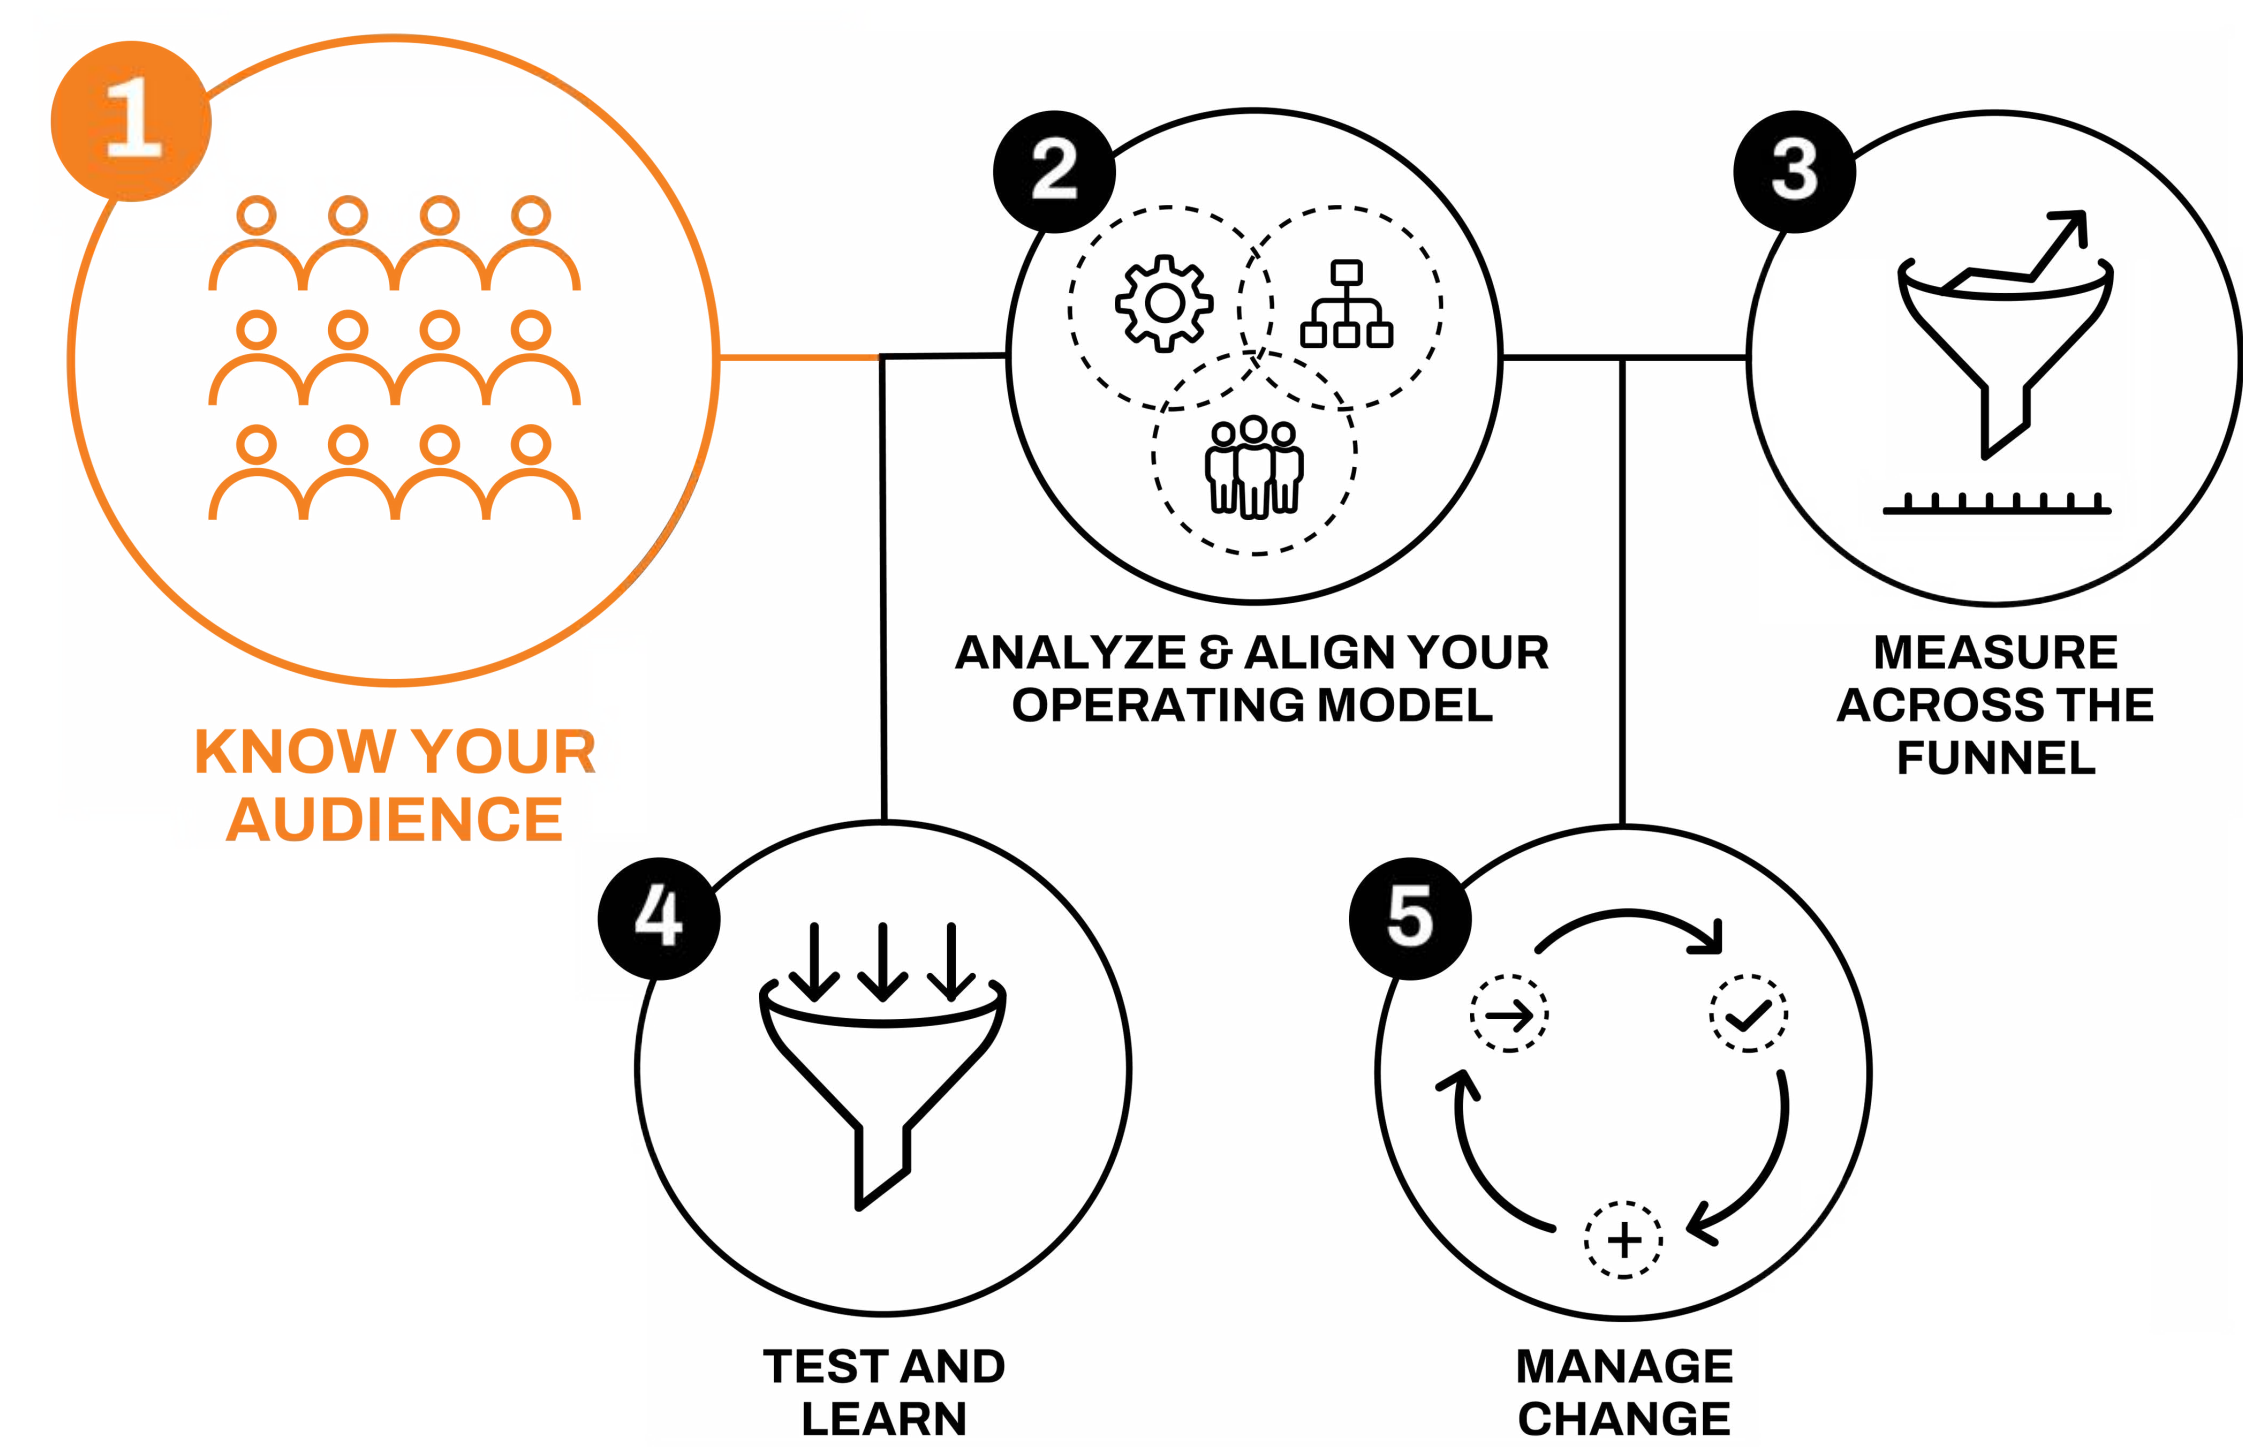 1
KNOW YOUR
AUDIENCE
2
ANALYZE & ALIGN YOUR
OPERATING MODEL
3
MEASURE
ACROSS THE
FUNNEL
4
TEST AND
LEARN
5
MANAGE
CHANGE